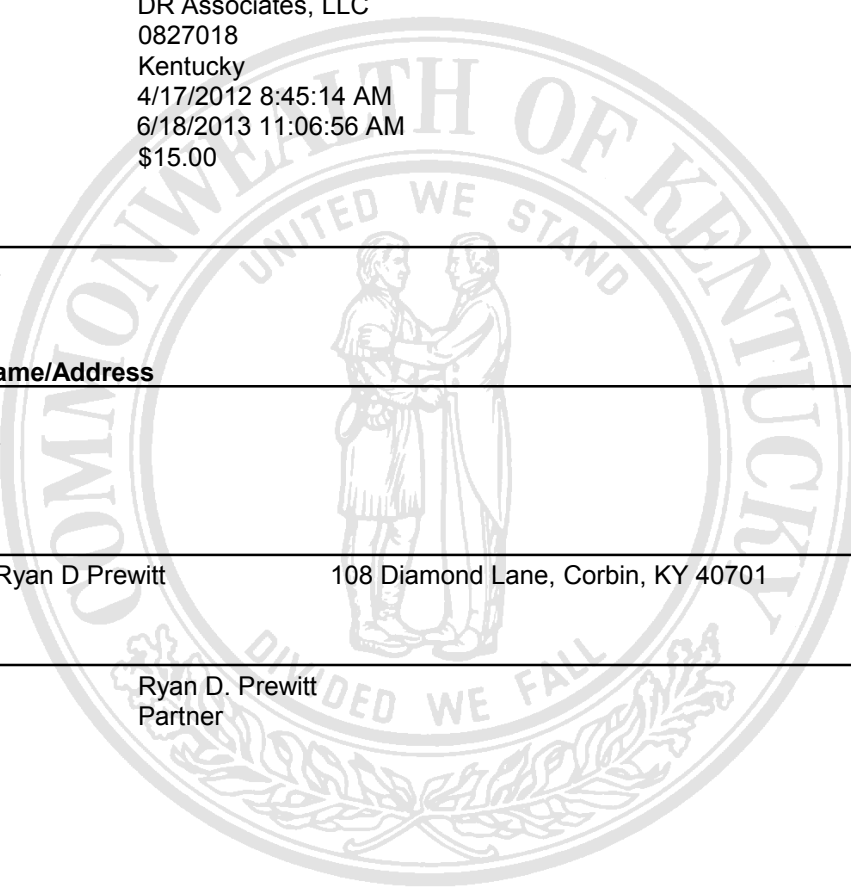 DR Associates, LLC
0827018
Kentucky
4/17/2012 8:45:14 AM
6/18/2013 11:06:56 AM
$15.00
COMMONWEALTH OF KENTUCKY
UNITED WE STAND
ame/Address
Ryan D Prewitt 108 Diamond Lane, Corbin, KY 40701
DIVIDED WE FALL
Ryan D. Prewitt
Partner